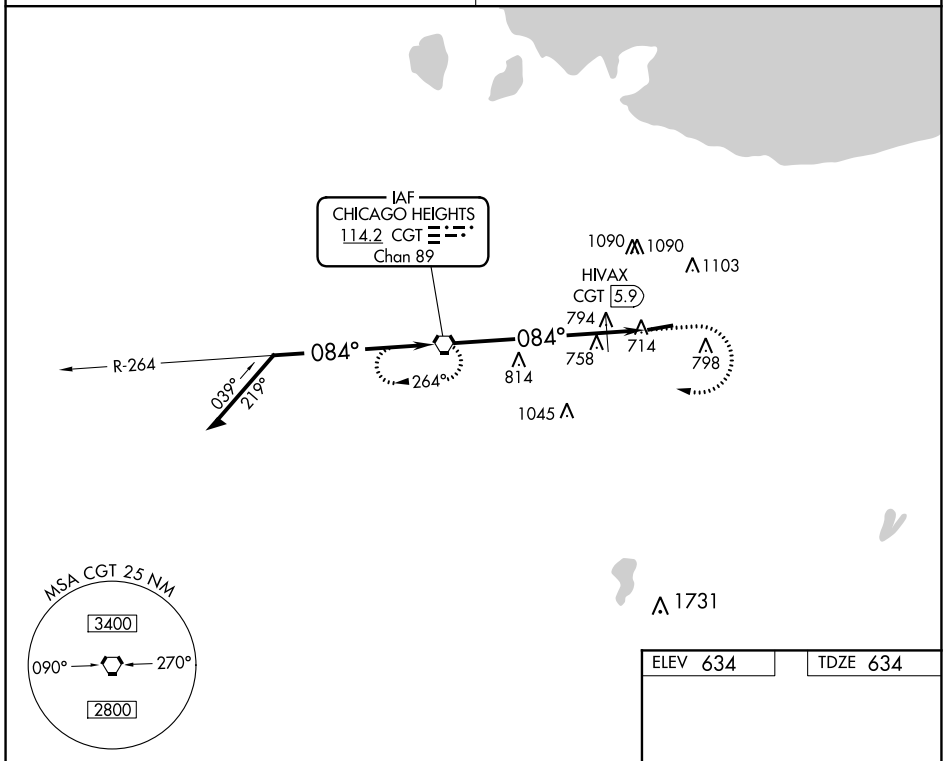 IAF
CHICAGO HEIGHTS
114.2 CGT
Chan 89
1090 1090
1103
HIVAX
CGT 5.9
794
084°
084°
R-264
758
714
798
814
264°
039°
219°
1045
MSA CGT 25 NM
3400
090° 270°
2800
1731
ELEV 634 TDZE 634